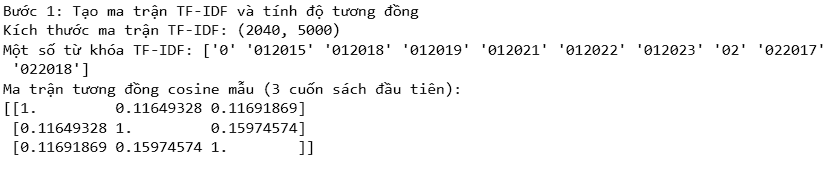 Bước 1: Tạo ma trận TF-IDF và tính độ tương đồng
Kích thước ma trận TF-IDF: (2040, 5000)
Một số từ khóa TF-IDF: ['0' '012015' '012018' '012019' '012021' '012022' '012023' '02' '022017'
 '022018']
Ma trận tương đồng cosine mẫu (3 cuốn sách đầu tiên):
[[1.         0.11649328 0.11691869]
 [0.11649328 1.         0.15974574]
 [0.11691869 0.15974574 1.        ]]